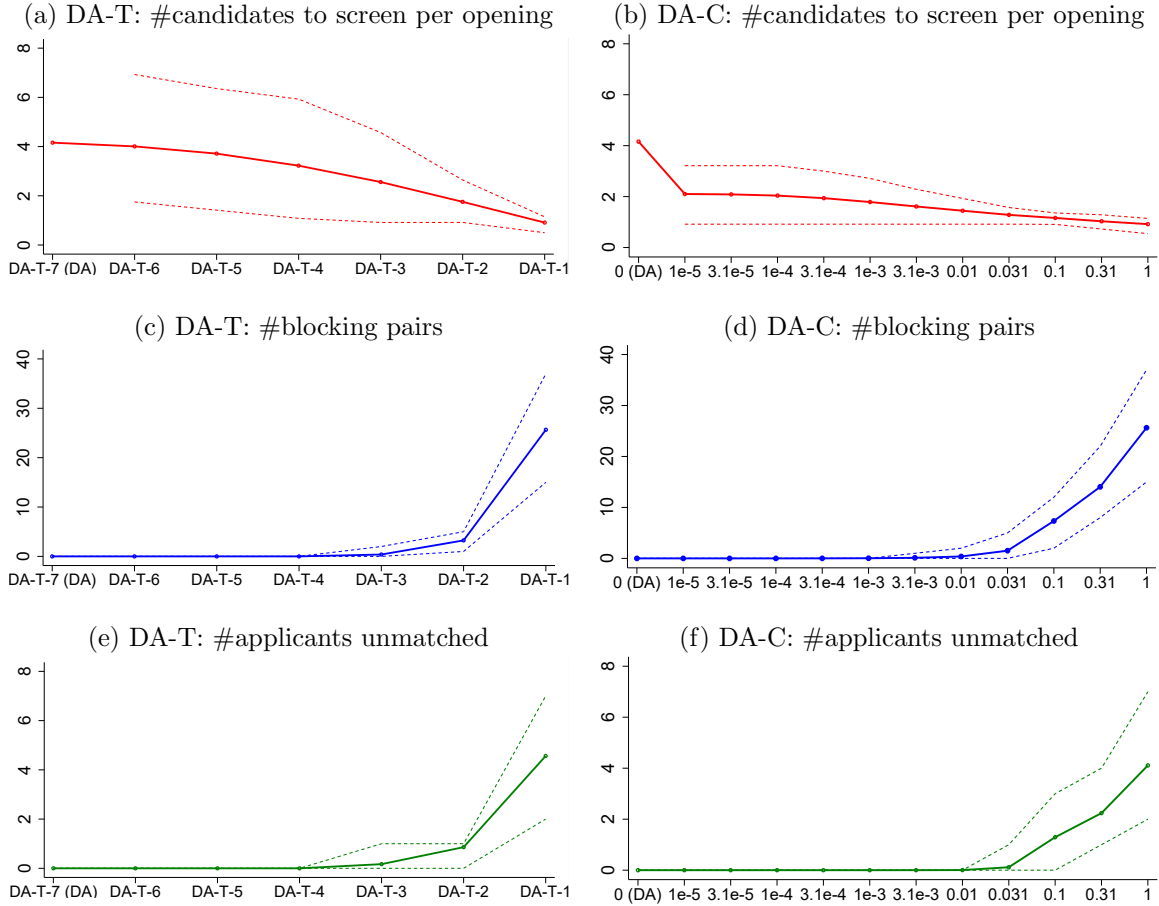 (a) DA-T: #candidates to screen per opening
8
6
4
2
0
DA-T-7 (DA) DA-T-6 DA-T-5 DA-T-4 DA-T-3 DA-T-2 DA-T-1
(b) DA-C: #candidates to screen per opening
8
6
4
2
0
0 (DA) 1e-5 3.1e-5 1e-4 3.1e-4 1e-3 3.1e-3 0.01 0.031 0.1 0.31 1
(c) DA-T: #blocking pairs
40
30
20
10
0
DA-T-7 (DA) DA-T-6 DA-T-5 DA-T-4 DA-T-3 DA-T-2 DA-T-1
(d) DA-C: #blocking pairs
40
30
20
10
0
0 (DA) 1e-5 3.1e-5 1e-4 3.1e-4 1e-3 3.1e-3 0.01 0.031 0.1 0.31 1
(e) DA-T: #applicants unmatched
8
6
4
2
0
DA-T-7 (DA) DA-T-6 DA-T-5 DA-T-4 DA-T-3 DA-T-2 DA-T-1
(f) DA-C: #applicants unmatched
8
6
4
2
0
0 (DA) 1e-5 3.1e-5 1e-4 3.1e-4 1e-3 3.1e-3 0.01 0.031 0.1 0.31 1